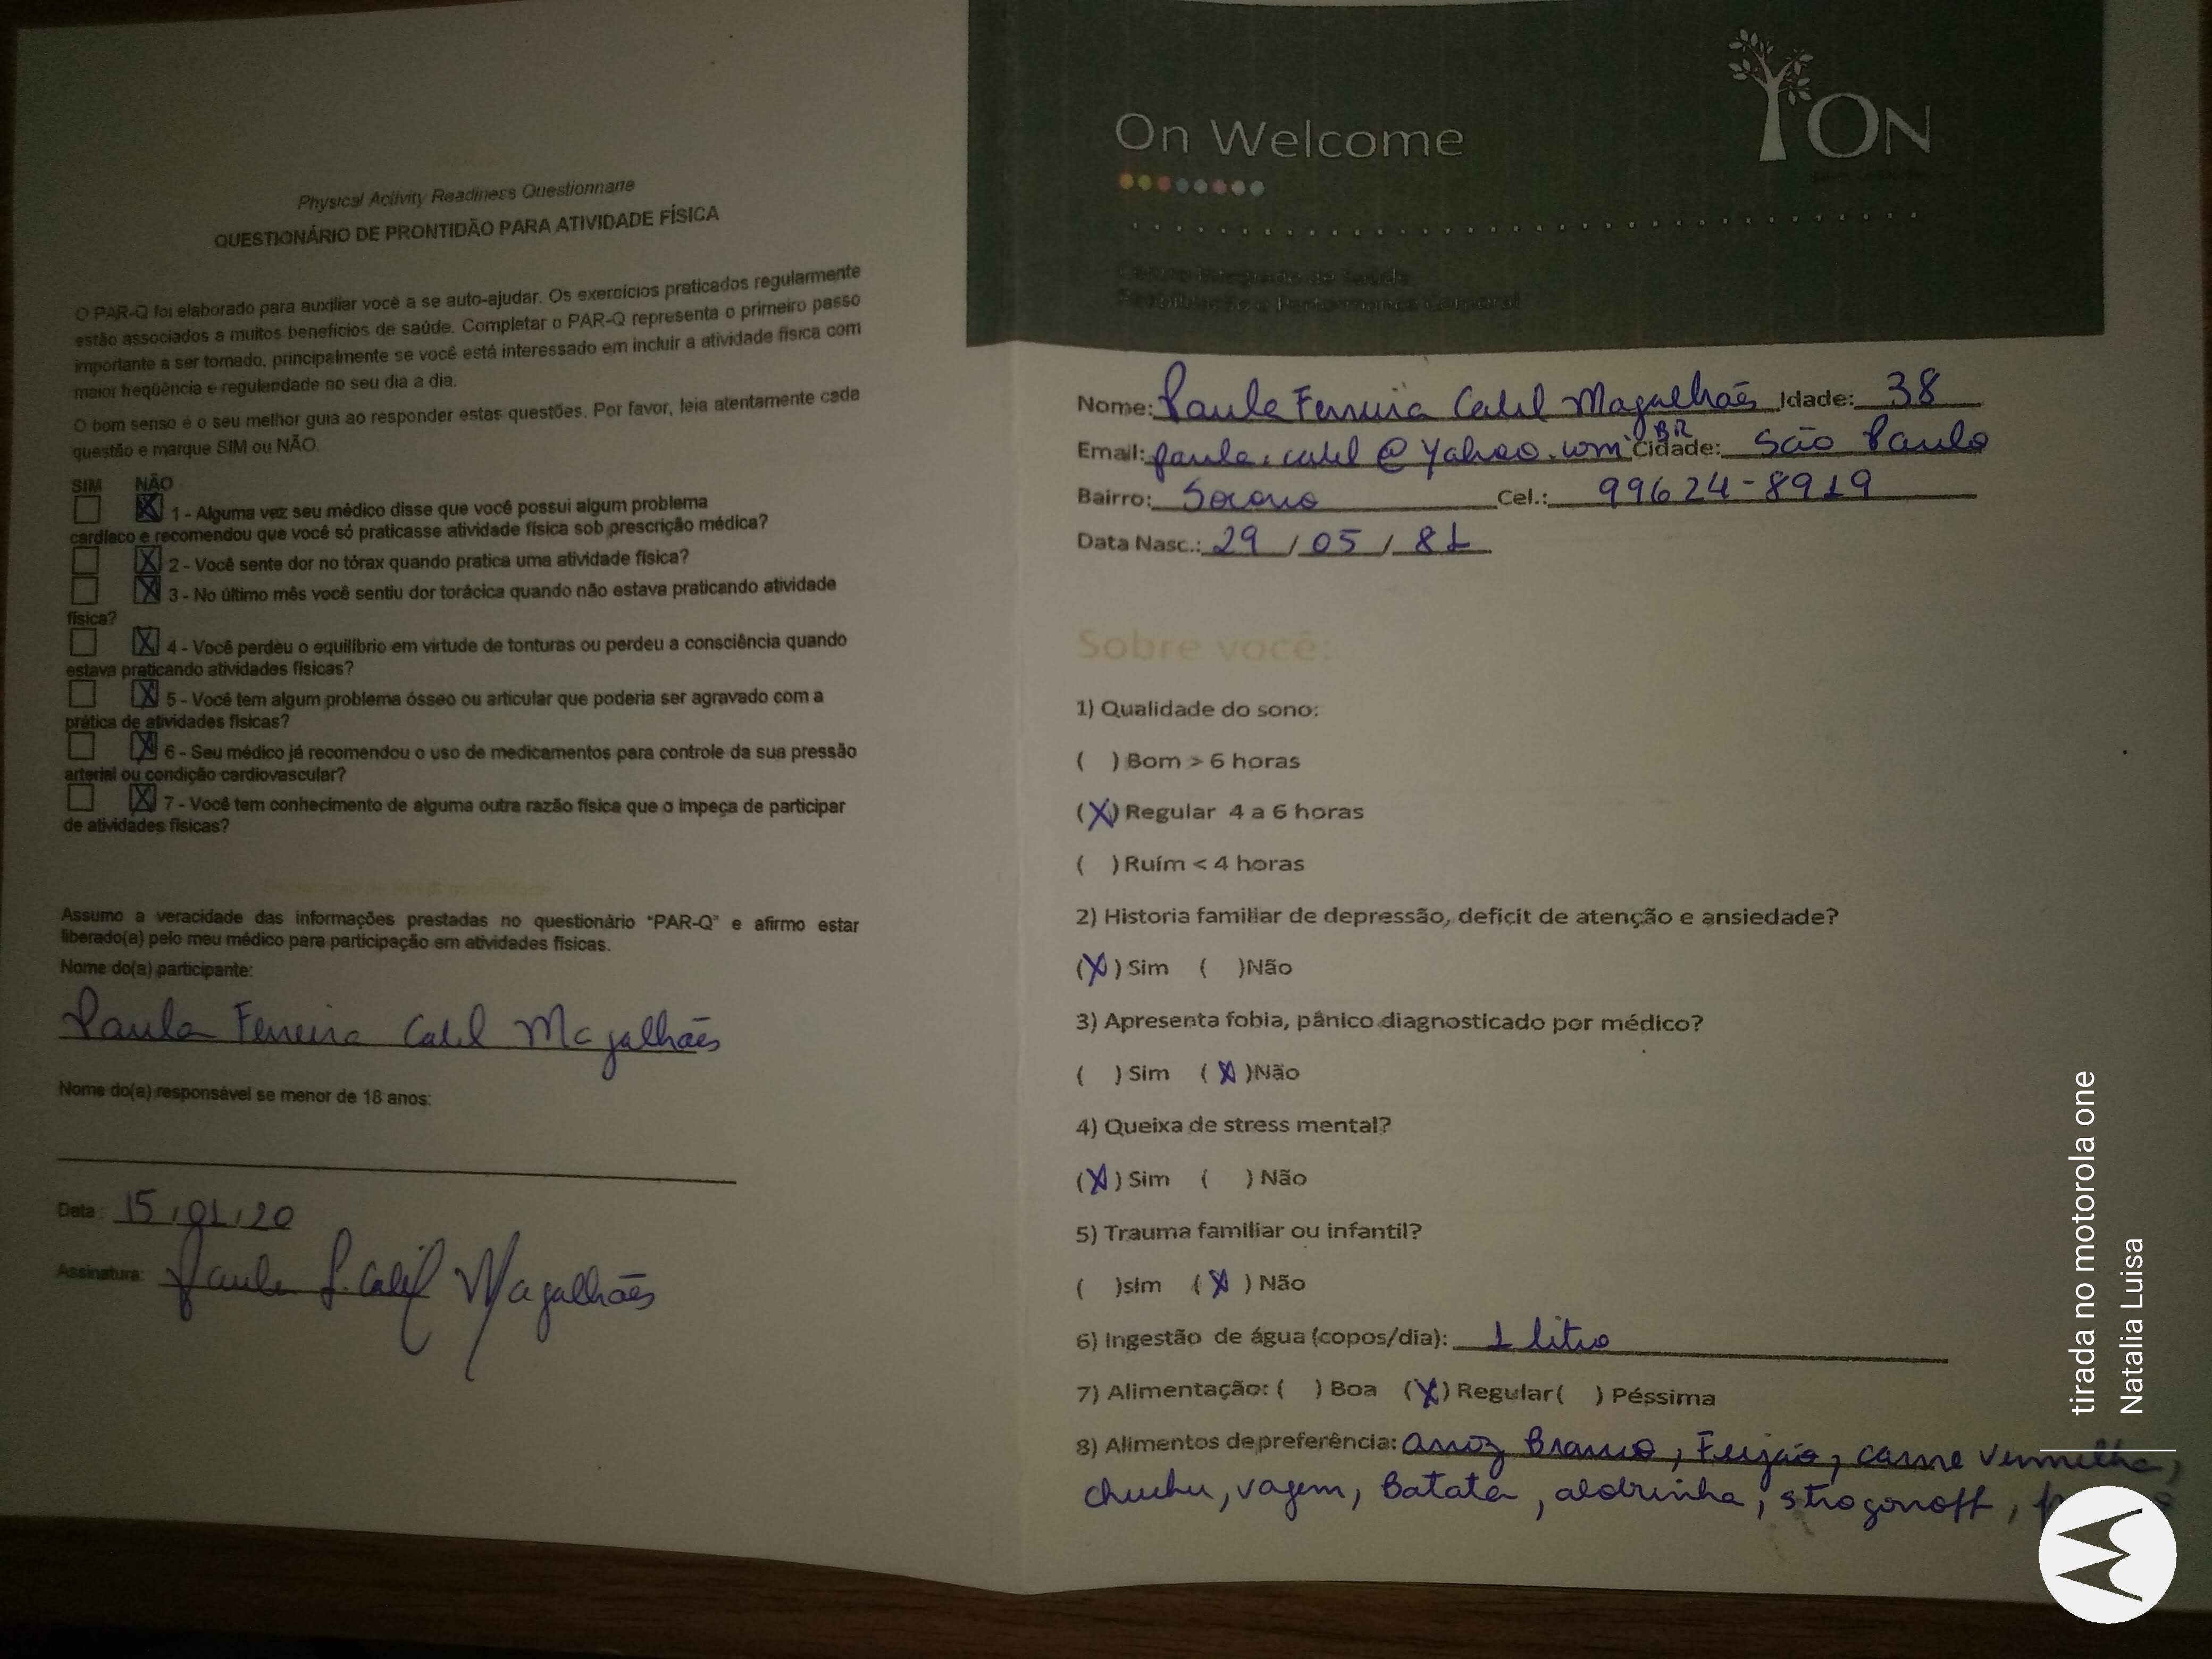 Physical Activity Readiness Questionnaire
QUESTIONÁRIO DE PRONTIDÃO PARA ATIVIDADE FÍSICA
O PAR-Q foi elaborado para auxiliar você a se auto-ajudar. Os exercícios praticados regularmente
estão associados a muitos benefícios de saúde. Completar o PAR-Q representa o primeiro passo
importante a ser tomado, principalmente se você está interessado em incluir a atividade física com
maior freqüência e regularidade no seu dia a dia.
O bom senso é o seu melhor guia ao responder estas questões. Por favor, leia atentamente cada
questão e marque SIM ou NÃO.
SIM NÃO
☐ ☒ 1 - Alguma vez seu médico disse que você possui algum problema
cardíaco e recomendou que você só praticasse atividade física sob prescrição médica?
☐ ☒ 2 - Você sente dor no tórax quando pratica uma atividade física?
☐ ☒ 3 - No último mês você sentiu dor torácica quando não estava praticando atividade
física?
☐ ☒ 4 - Você perdeu o equilíbrio em virtude de tonturas ou perdeu a consciência quando
estava praticando atividades físicas?
☐ ☒ 5 - Você tem algum problema ósseo ou articular que poderia ser agravado com a
prática de atividades físicas?
☐ ☒ 6 - Seu médico já reomendou o uso de medicamentos para controle da sua pressão
arterial ou condição cardiovascular?
☐ ☒ 7 - Você tem conhecimento de alguma outra razão física que o impeça de participar
de atividades físicas?
Assumo a veracidade das informações prestadas no questionário "PAR-Q" e afirmo estar
liberado(a) pelo meu médico para participação em atividades físicas.
Nome do(a) participante:
Paula Ferreira Calil Magalhães
Nome do(a) responsável se menor de 18 anos:
Data: 15, 01, 20
Assinatura: Paula F. Calil Magalhães
On Welcome
ON
Nome: Paula Ferreira Calil Magalhães Idade: 38
Email: paula.calil@yahoo.com.BR Cidade: São Paulo
Bairro: Socorro Cel.: 99624-8919
Data Nasc.: 29 / 05 / 81
Sobre você:
1) Qualidade do sono:
( ) Bom > 6 horas
(X) Regular 4 a 6 horas
( ) Ruím < 4 horas
2) Historia familiar de depressão, deficit de atenção e ansiedade?
(X) Sim ( )Não
3) Apresenta fobia, pânico diagnosticado por médico?
( ) Sim (X)Não
4) Queixa de stress mental?
(X) Sim ( ) Não
5) Trauma familiar ou infantil?
( )sim (X) Não
6) Ingestão de água (copos/dia): 1 litro
7) Alimentação: ( ) Boa (X) Regular( ) Péssima
8) Alimentos de preferência: arroz branco, feijão, carne vermelha,
chuchu, vagem, batata, abobrinha, strogonoff,
tirada no motorola one
Natalia Luisa